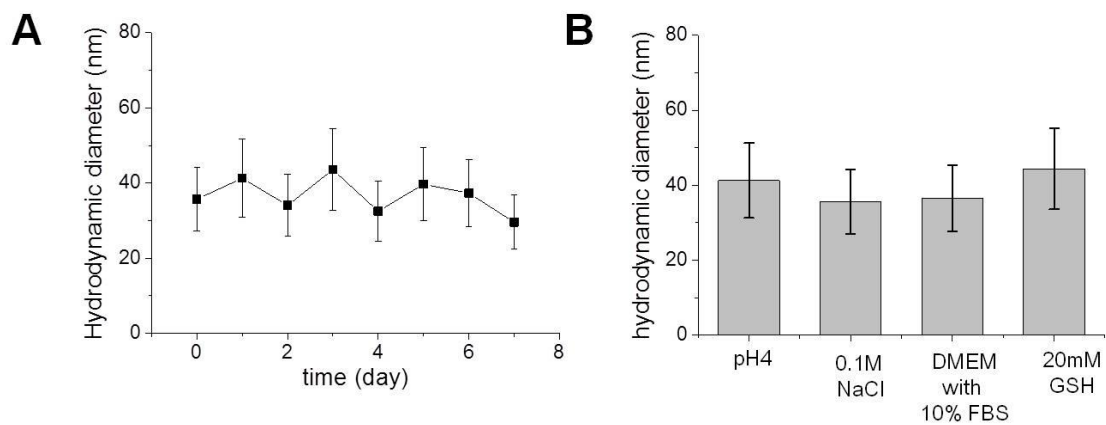 A
Hydrodynamic diameter (nm)
80
60
40
20
0
0
2
4
6
8
time (day)
B
hydrodynamic diameter (nm)
80
60
40
20
0
pH4
0.1M
NaCl
DMEM
with
10% FBS
20mM
GSH